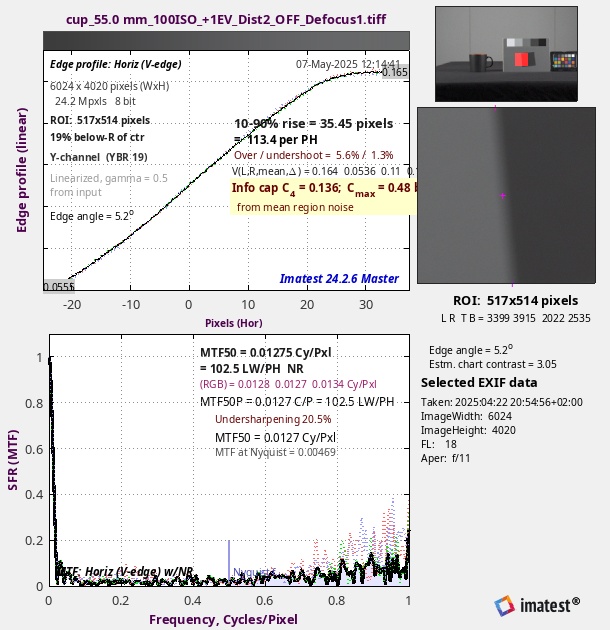 cup_55.0 mm_100ISO_+1EV_Dist2_OFF_Defocus1.tiff
Edge profile: Horiz (V-edge)
07-May-2025 12:14:41
0.165
6024 x 4020 pixels (WxH)
24.2 Mpxls 8 bit
ROI: 517x514 pixels
19% below-R of ctr
Y-channel (YBR 19)
Linearized, gamma = 0.5
from input
Edge angle = 5.2°
10-90% rise = 35.45 pixels
= 113.4 per PH
Over / undershoot = 5.6% / 1.3%
V(L,R,mean,Δ) = 0.164 0.0536 0.11 0.1
Info cap C4 = 0.136; Cmax = 0.48 b
from mean region noise
Imatest 24.2.6 Master
0.0555
Edge profile (linear)
-20 -10 0 10 20 30
Pixels (Hor)
ROI: 517x514 pixels
L R T B = 3399 3915 2022 2535
Edge angle = 5.2°
Estm. chart contrast = 3.05
Selected EXIF data
Taken: 2025:04:22 20:54:56+02:00
ImageWidth: 6024
ImageHeight: 4020
FL: 18
Aper: f/11
MTF50 = 0.01275 Cy/Pxl
= 102.5 LW/PH NR
(RGB) = 0.0128 0.0127 0.0134 Cy/Pxl
MTF50P = 0.0127 C/P = 102.5 LW/PH
Undersharpening 20.5%
MTF50 = 0.0127 Cy/Pxl
MTF at Nyquist = 0.00469
MTF: Horiz (V-edge) w/NR
Nyquist f
SFR (MTF)
1
0.8
0.6
0.4
0.2
0
0 0.2 0.4 0.6 0.8 1
Frequency, Cycles/Pixel
imatest®